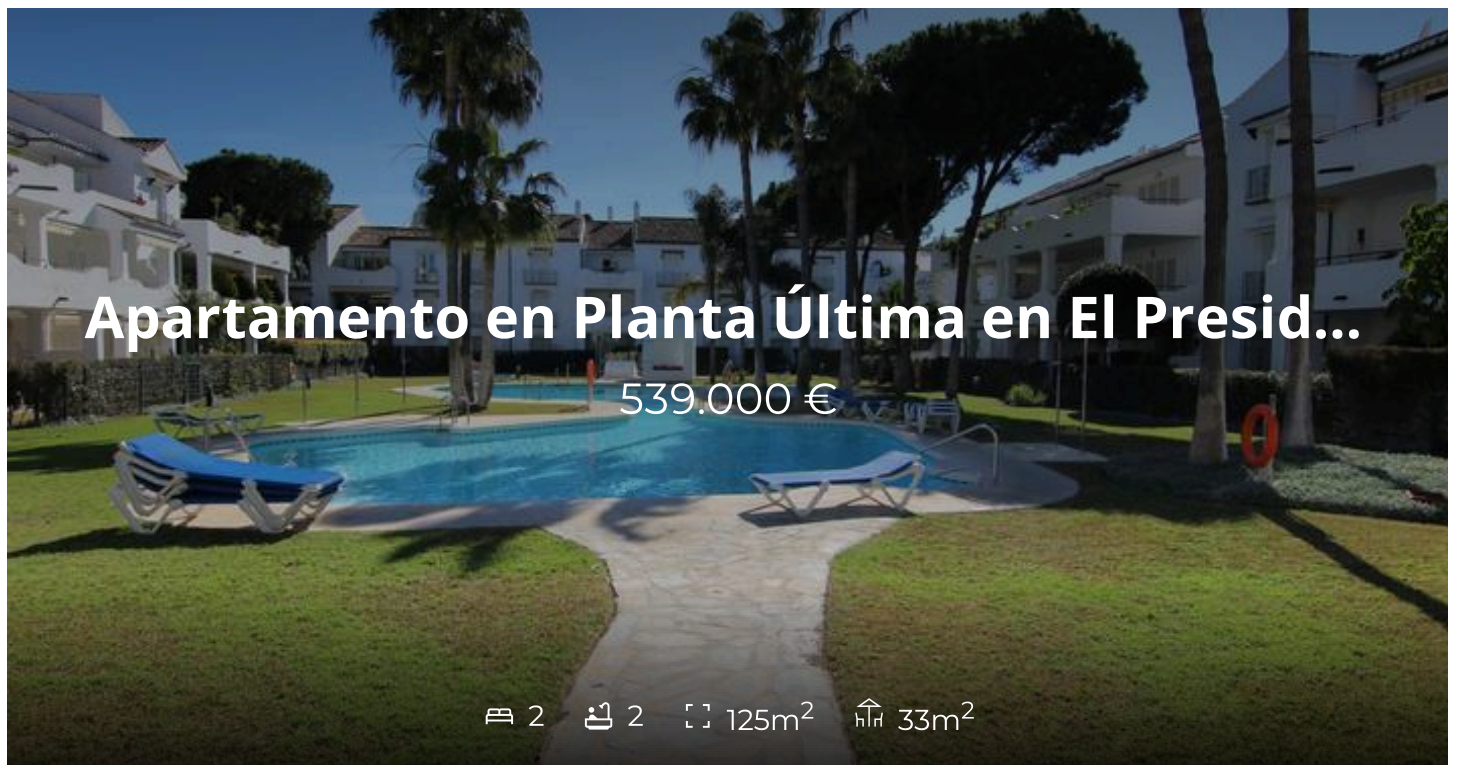 Apartamento en Planta Última en El Presid...
539.000 €
2 2 125m² 33m²